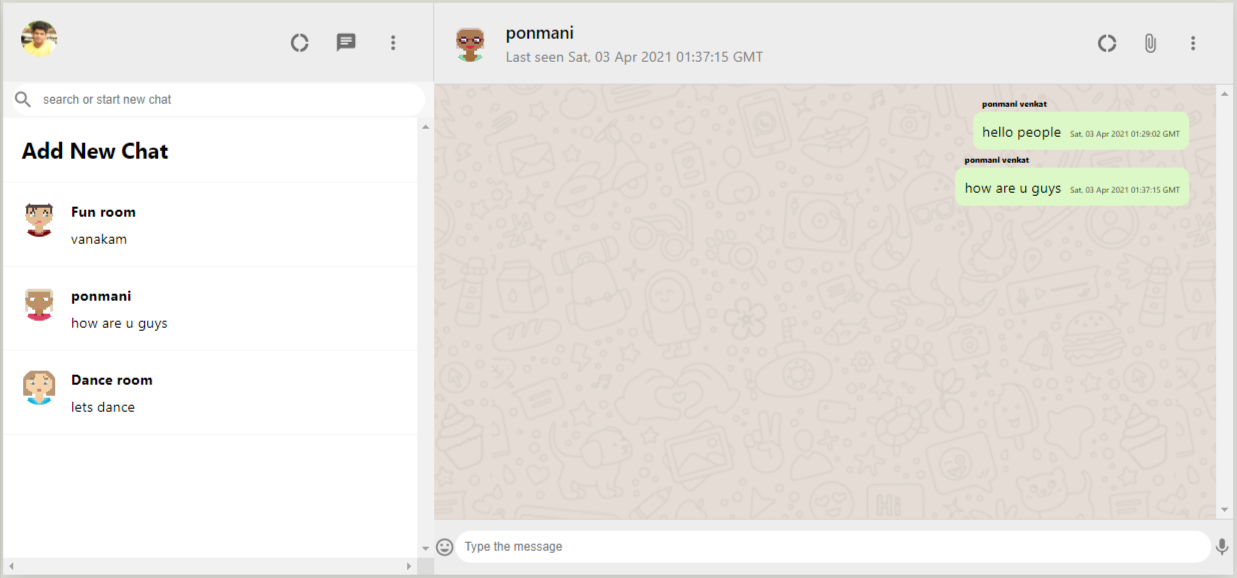 search or start new chat
Add New Chat
Fun room
vanakam
ponmani
how are u guys
Dance room
lets dance
ponmani
Last seen Sat, 03 Apr 2021 01:37:15 GMT
ponmani venkat
hello people Sat, 03 Apr 2021 01:29:02 GMT
ponmani venkat
how are u guys Sat, 03 Apr 2021 01:37:15 GMT
Hi
Type the message